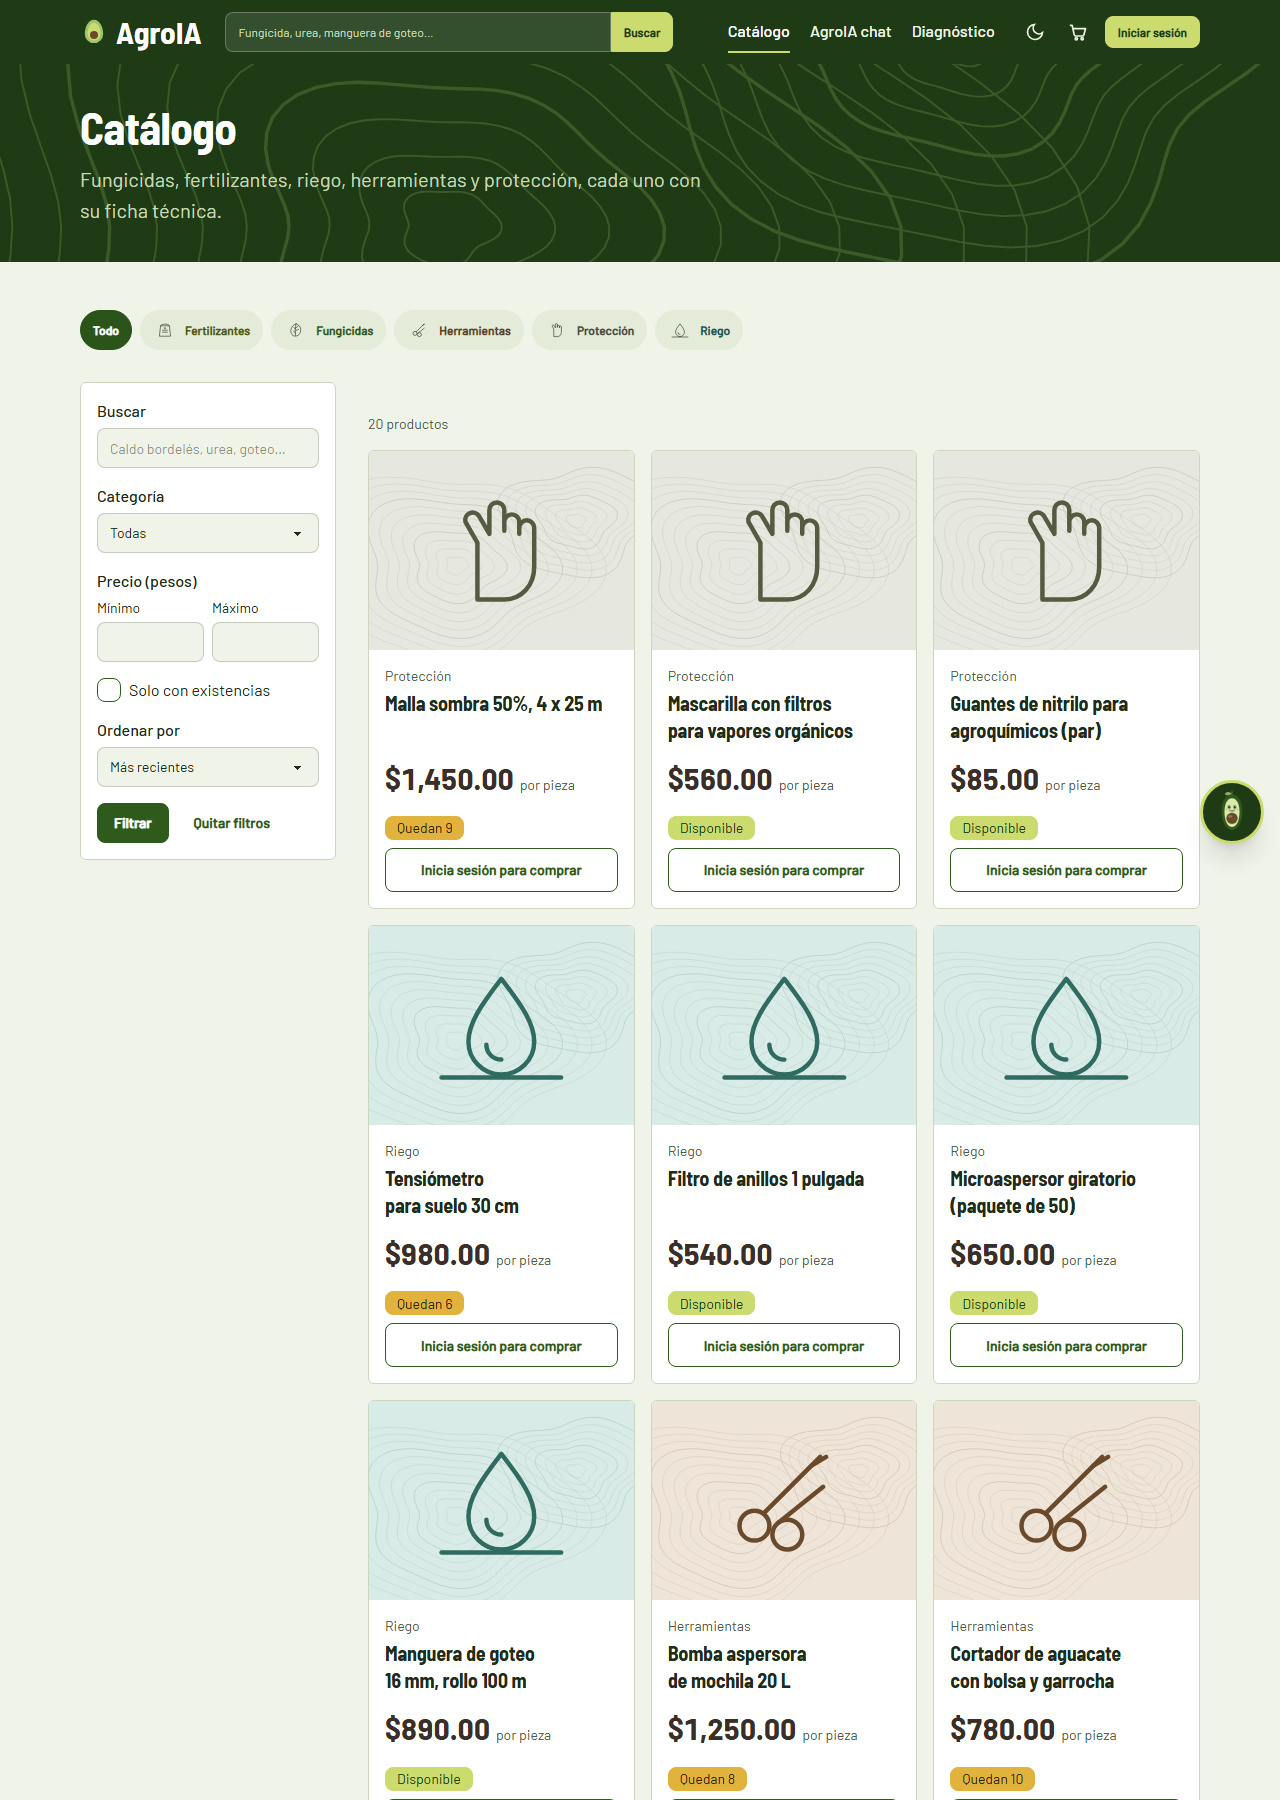 AgroIA
Fungicida, urea, manguera de goteo...
Buscar
Catálogo
AgroIA chat
Diagnóstico
Iniciar sesión
Catálogo
Fungicidas, fertilizantes, riego, herramientas y protección, cada uno con
su ficha técnica.
Todo
Fertilizantes
Fungicidas
Herramientas
Protección
Riego
Buscar
Caldo bordelés, urea, goteo...
Categoría
Todas
Precio (pesos)
Mínimo
Máximo
Solo con existencias
Ordenar por
Más recientes
Filtrar
Quitar filtros
20 productos
Protección
Malla sombra 50%, 4 x 25 m
$1,450.00 por pieza
Quedan 9
Inicia sesión para comprar
Protección
Mascarilla con filtros
para vapores orgánicos
$560.00 por pieza
Disponible
Inicia sesión para comprar
Protección
Guantes de nitrilo para
agroquímicos (par)
$85.00 por pieza
Disponible
Inicia sesión para comprar
Riego
Tensiómetro
para suelo 30 cm
$980.00 por pieza
Quedan 6
Inicia sesión para comprar
Riego
Filtro de anillos 1 pulgada
$540.00 por pieza
Disponible
Inicia sesión para comprar
Riego
Microaspersor giratorio
(paquete de 50)
$650.00 por pieza
Disponible
Inicia sesión para comprar
Riego
Manguera de goteo
16 mm, rollo 100 m
$890.00 por pieza
Disponible
Herramientas
Bomba aspersora
de mochila 20 L
$1,250.00 por pieza
Quedan 8
Herramientas
Cortador de aguacate
con bolsa y garrocha
$780.00 por pieza
Quedan 10